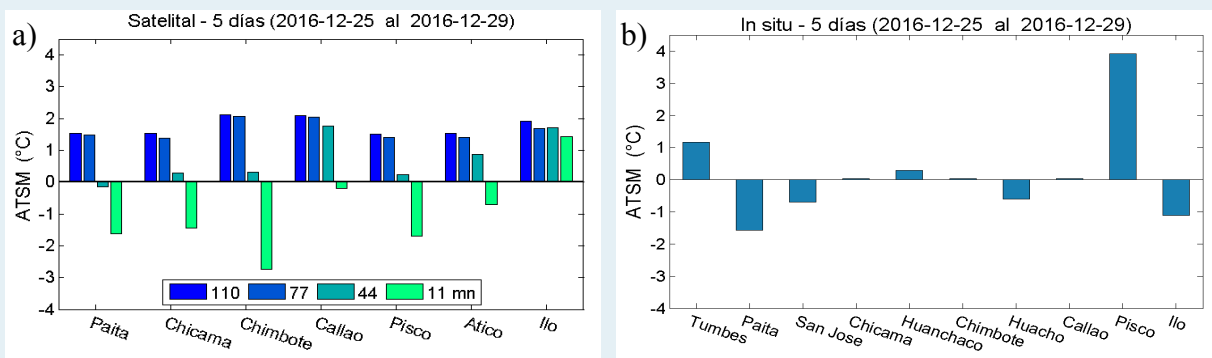 a)
Satelital - 5 días (2016-12-25 al 2016-12-29)
ATSM (°C)
4
3
2
1
0
-1
-2
-3
-4
110 77 44 11 mn
Paita Chicama Chimbote Callao Pisco Atico Ilo
b)
In situ - 5 días (2016-12-25 al 2016-12-29)
ATSM (°C)
4
3
2
1
0
-1
-2
-3
-4
Tumbes Paita San Jose Chicama Huanchaco Chimbote Huacho Callao Pisco Ilo